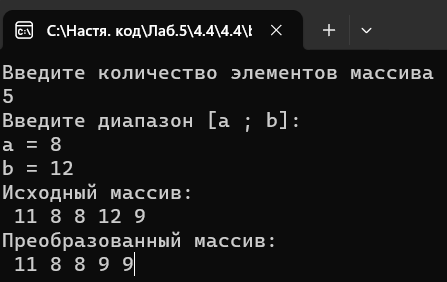 C:\Настя. код\Лаб.5\4.4\4.4\b
Введите количество элементов массива
5
Введите диапазон [a ; b]:
a = 8
b = 12
Исходный массив:
11 8 8 12 9
Преобразованный массив:
11 8 8 9 9